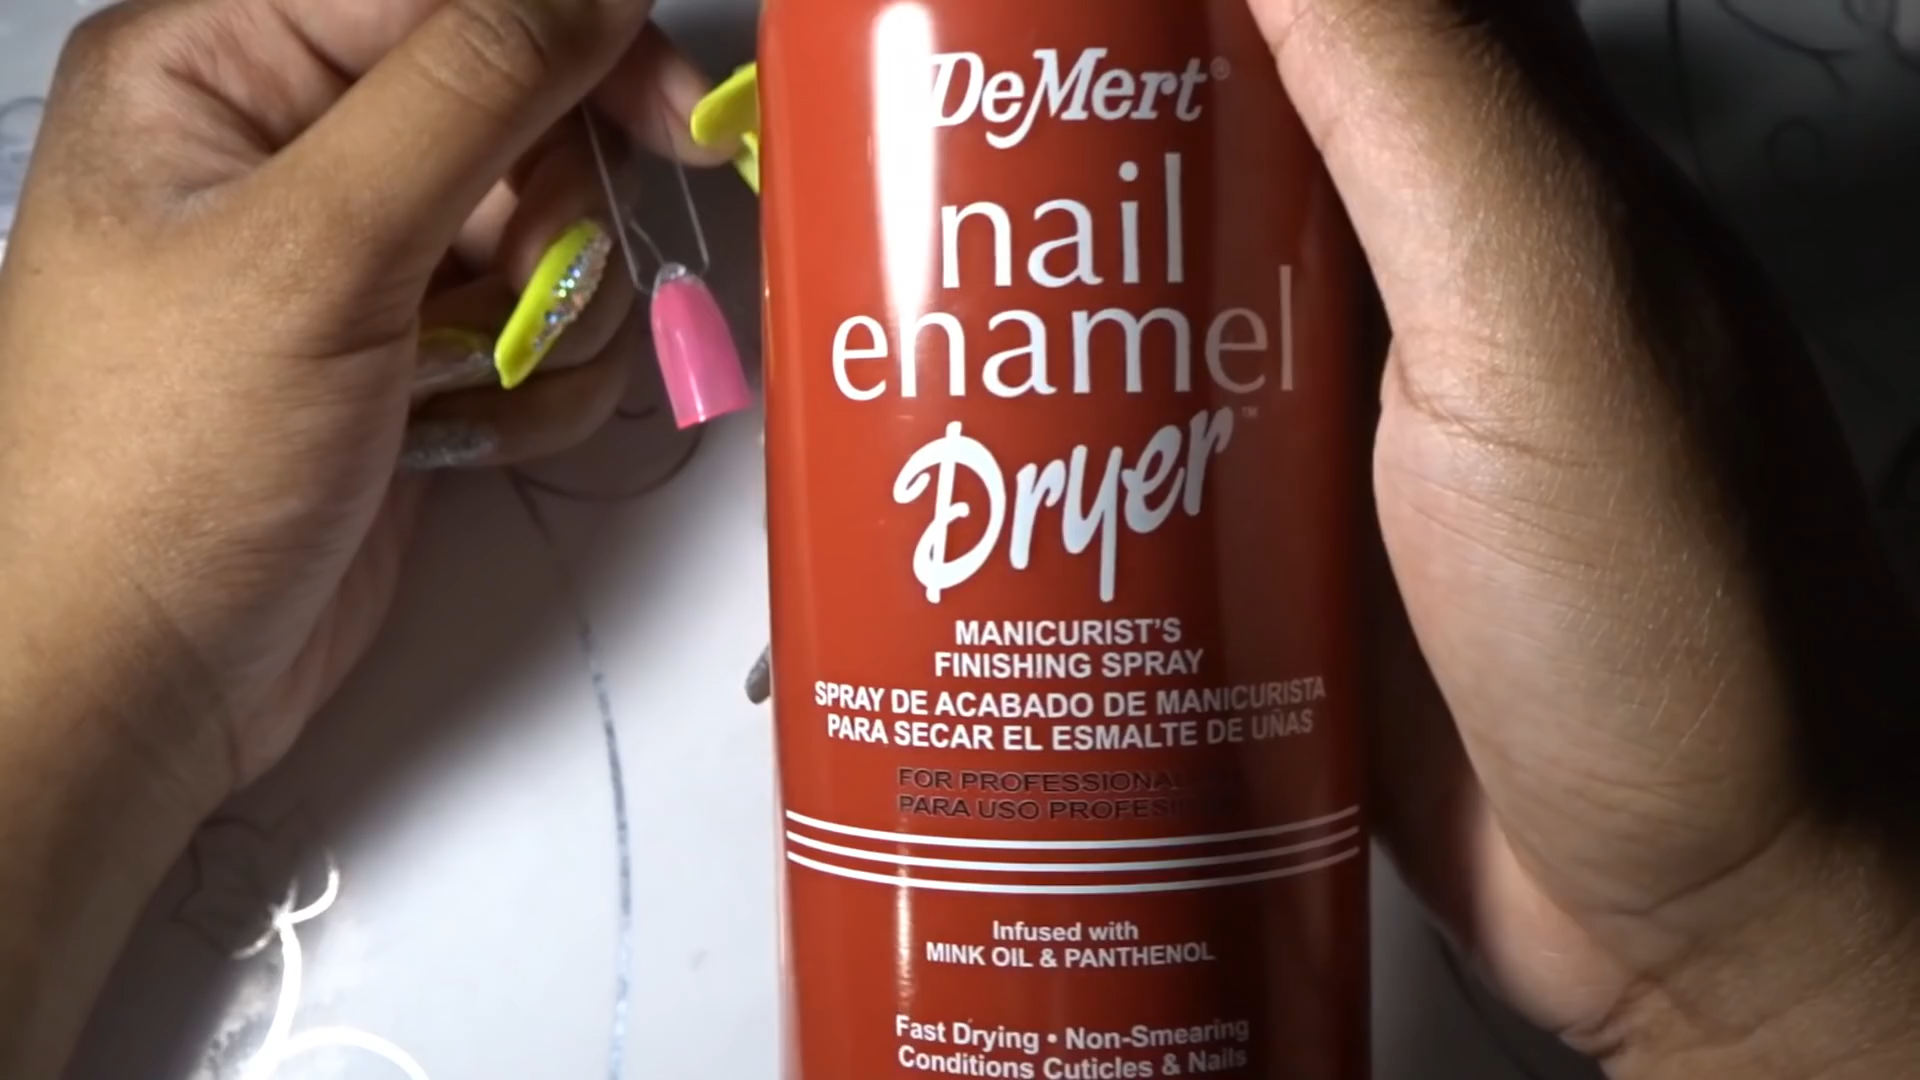 DeMert®
nail
enamel
Dryer™
MANICURIST'S
FINISHING SPRAY
SPRAY DE ACABADO DE MANICURISTA
PARA SECAR EL ESMALTE DE UÑAS
FOR PROFESSIONAL
PARA USO
Infused with
MINK OIL & PANTHENOL
Fast Drying • Non-Smearing
Conditions Cuticles & Nails